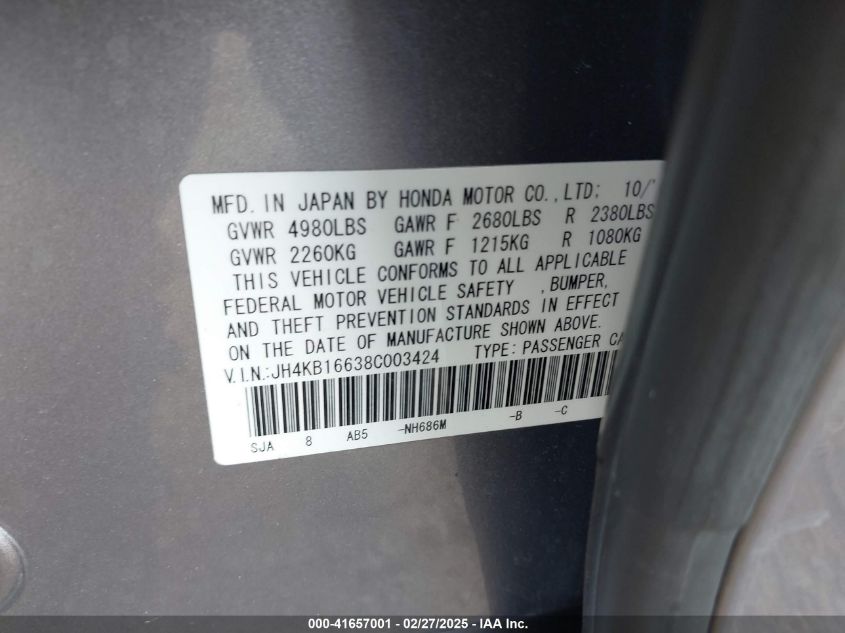 MFD. IN JAPAN BY HONDA MOTOR CO., LTD; 10/
GVWR 4980LBS GAWR F 2680LBS R 2380LBS
GVWR 2260KG GAWR F 1215KG R 1080KG
THIS VEHICLE CONFORMS TO ALL APPLICABLE
FEDERAL MOTOR VEHICLE SAFETY , BUMPER,
AND THEFT PREVENTION STANDARDS IN EFFECT
ON THE DATE OF MANUFACTURE SHOWN ABOVE.
V.I.N.:JH4KB16638C003424 TYPE: PASSENGER CA
SJA 8 AB5 -NH686M -B -C
000-41657001 - 02/27/2025 - IAA Inc.